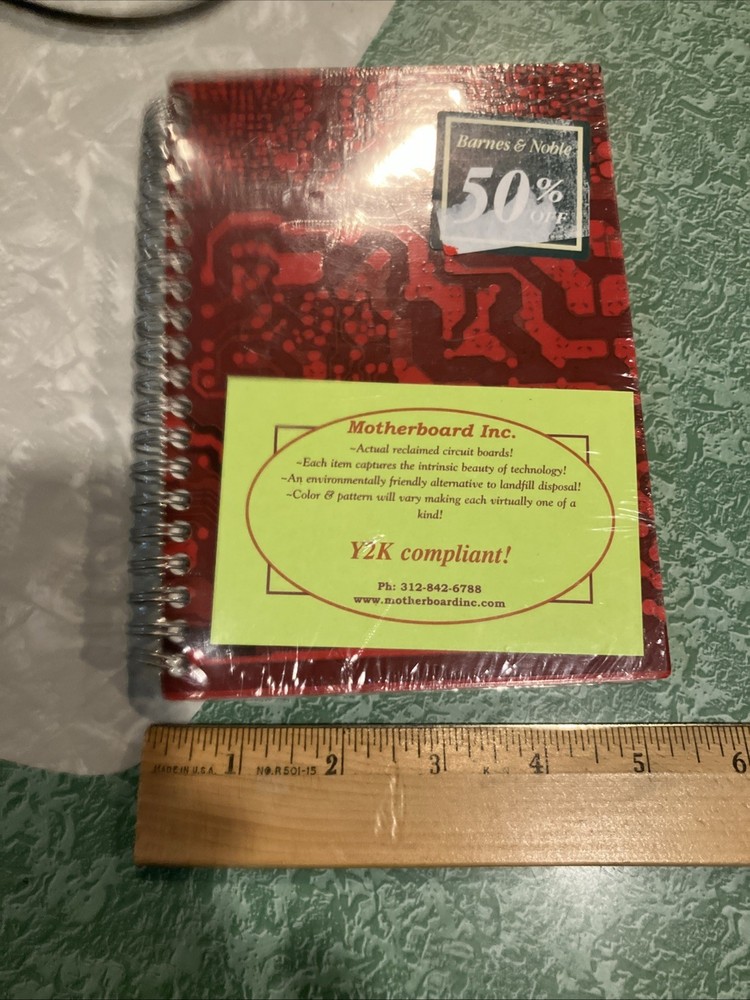 Barnes & Noble
50%
OFF
Motherboard Inc.
~Actual reclaimed circuit boards!
~Each item captures the intrinsic beauty of technology!
~An environmentally friendly alternative to landfill disposal!
~Color & pattern will vary making each virtually one of a
kind!
Y2K compliant!
Ph: 312-842-6788
www.motherboardinc.com
1 2 3 4 5 6
MADE IN U.S.A. NO.R501-15 K